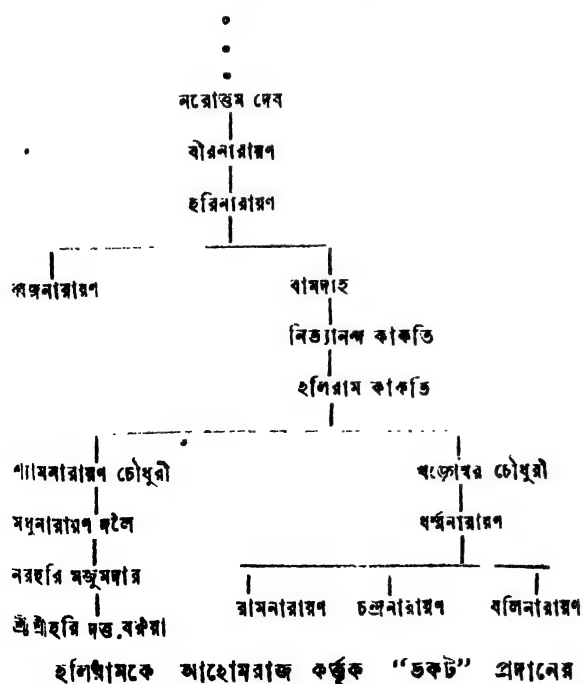 নরোত্তম দেব
বীরনারায়ণ
হরিনারায়ণ
নারায়ণ রামদাহ
নিত্যানন্দ কাকতি
হলিরাম কাকতি
শ্যামনারায়ণ চৌধুরী চৌধুরী
মধুনারায়ণ দলৈ ধর্ম্মনারায়ণ
নরহরি মজুমদার
রামনারায়ণ চন্দ্রনারায়ণ বলিনারায়ণ
শ্রীশ্রীহরি দত্ত বরুয়া
হলিরামকে আহোমরাজ কর্ত্তৃক “ভকট” প্রদানের